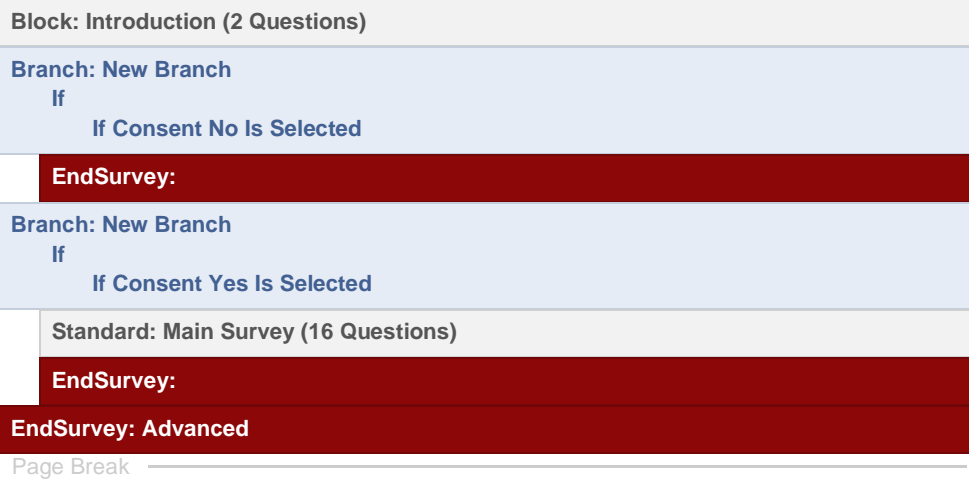 Block: Introduction (2 Questions)
Branch: New Branch
If
If Consent No Is Selected
EndSurvey:
Branch: New Branch
If
If Consent Yes Is Selected
Standard: Main Survey (16 Questions)
EndSurvey:
EndSurvey: Advanced
Page Break